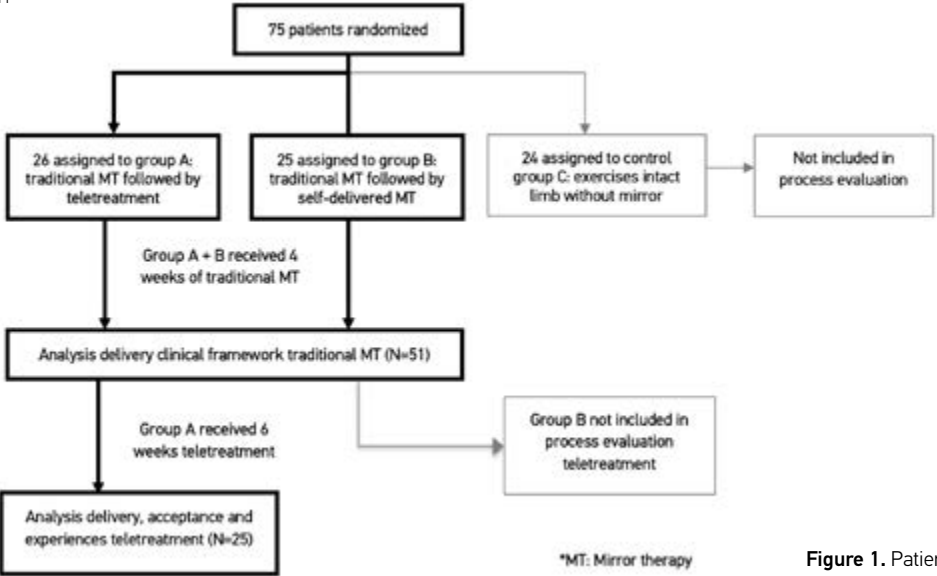 75 patients randomized
26 assigned to group A:
traditional MT followed by
teletreatment
25 assigned to group B:
traditional MT followed by
self-delivered MT
24 assigned to control
group C: exercises intact
limb without mirror
Not included in
process evaluation
Group A + B received 4
weeks of traditional MT
Analysis delivery clinical framework traditional MT (N=51)
Group A received 6
weeks teletreatment
Group B not included in
process evaluation
teletreatment
Analysis delivery, acceptance and
experiences teletreatment (N=25)
*MT: Mirror therapy
Figure 1. Patien